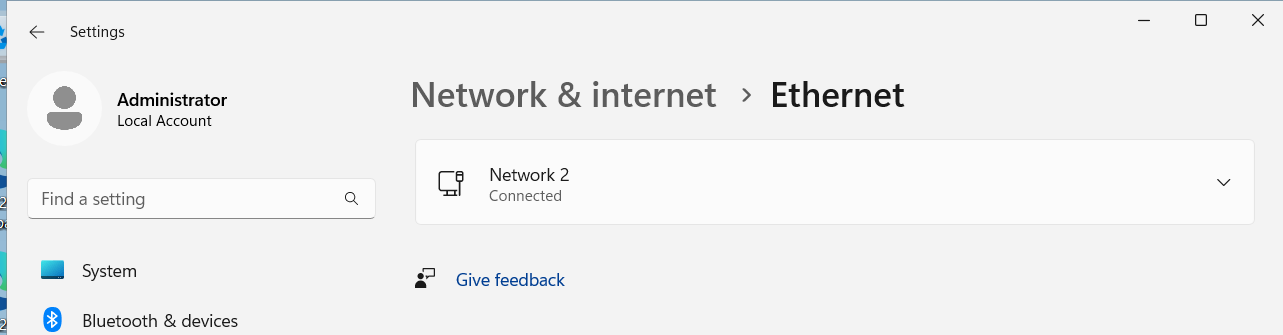 Settings
Administrator
Local Account
Find a setting
System
Bluetooth & devices
Network & internet > Ethernet
Network 2
Connected
Give feedback